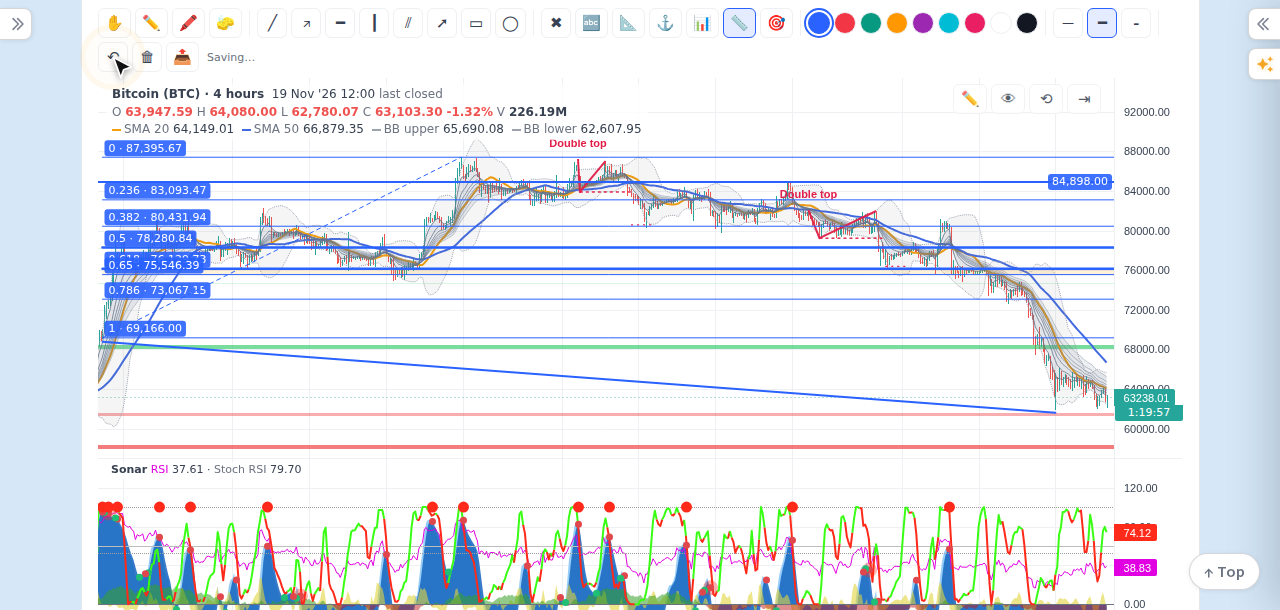 Saving...
Bitcoin (BTC) · 4 hours 19 Nov '26 12:00 last closed
O 63,947.59 H 64,080.00 L 62,780.07 C 63,103.30 -1.32% V 226.19M
SMA 20 64,149.01 SMA 50 66,879.35 BB upper 65,690.08 BB lower 62,607.95
92000.00
Double top
0 · 87,395.67
88000.00
84,898.00
0.236 · 83,093.47
84000.00
Double top
0.382 · 80,431.94
80000.00
0.5 · 78,280.84
0.65 · 75,546.39
76000.00
0.786 · 73,067.15
72000.00
1 · 69,166.00
68000.00
64000.00
63238.01
1:19:57
60000.00
Sonar RSI 37.61 · Stoch RSI 79.70
120.00
74.12
38.83
0.00
↑ Top